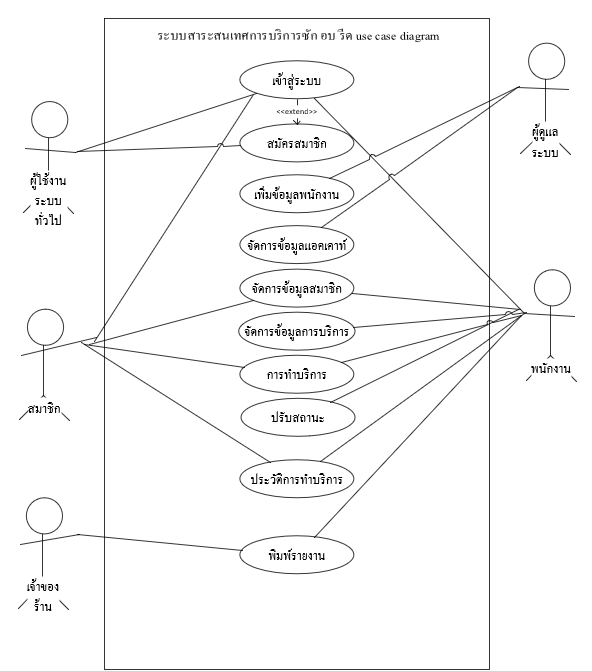 ระบบสาระสนเทศการบริการซัก อบ รีด use case diagram
เข้าสู่ระบบ
<<extend>>
สมัครสมาชิก
เพิ่มข้อมูลพนักงาน
จัดการข้อมูลแอคเคาท์
จัดการข้อมูลสมาชิก
จัดการข้อมูลการบริการ
การทำบริการ
ปรับสถานะ
ประวัติการทำบริการ
พิมพ์รายงาน
ผู้ใช้งาน
ระบบ
ทั่วไป
สมาชิก
เจ้าของ
ร้าน
ผู้ดูแล
ระบบ
พนักงาน